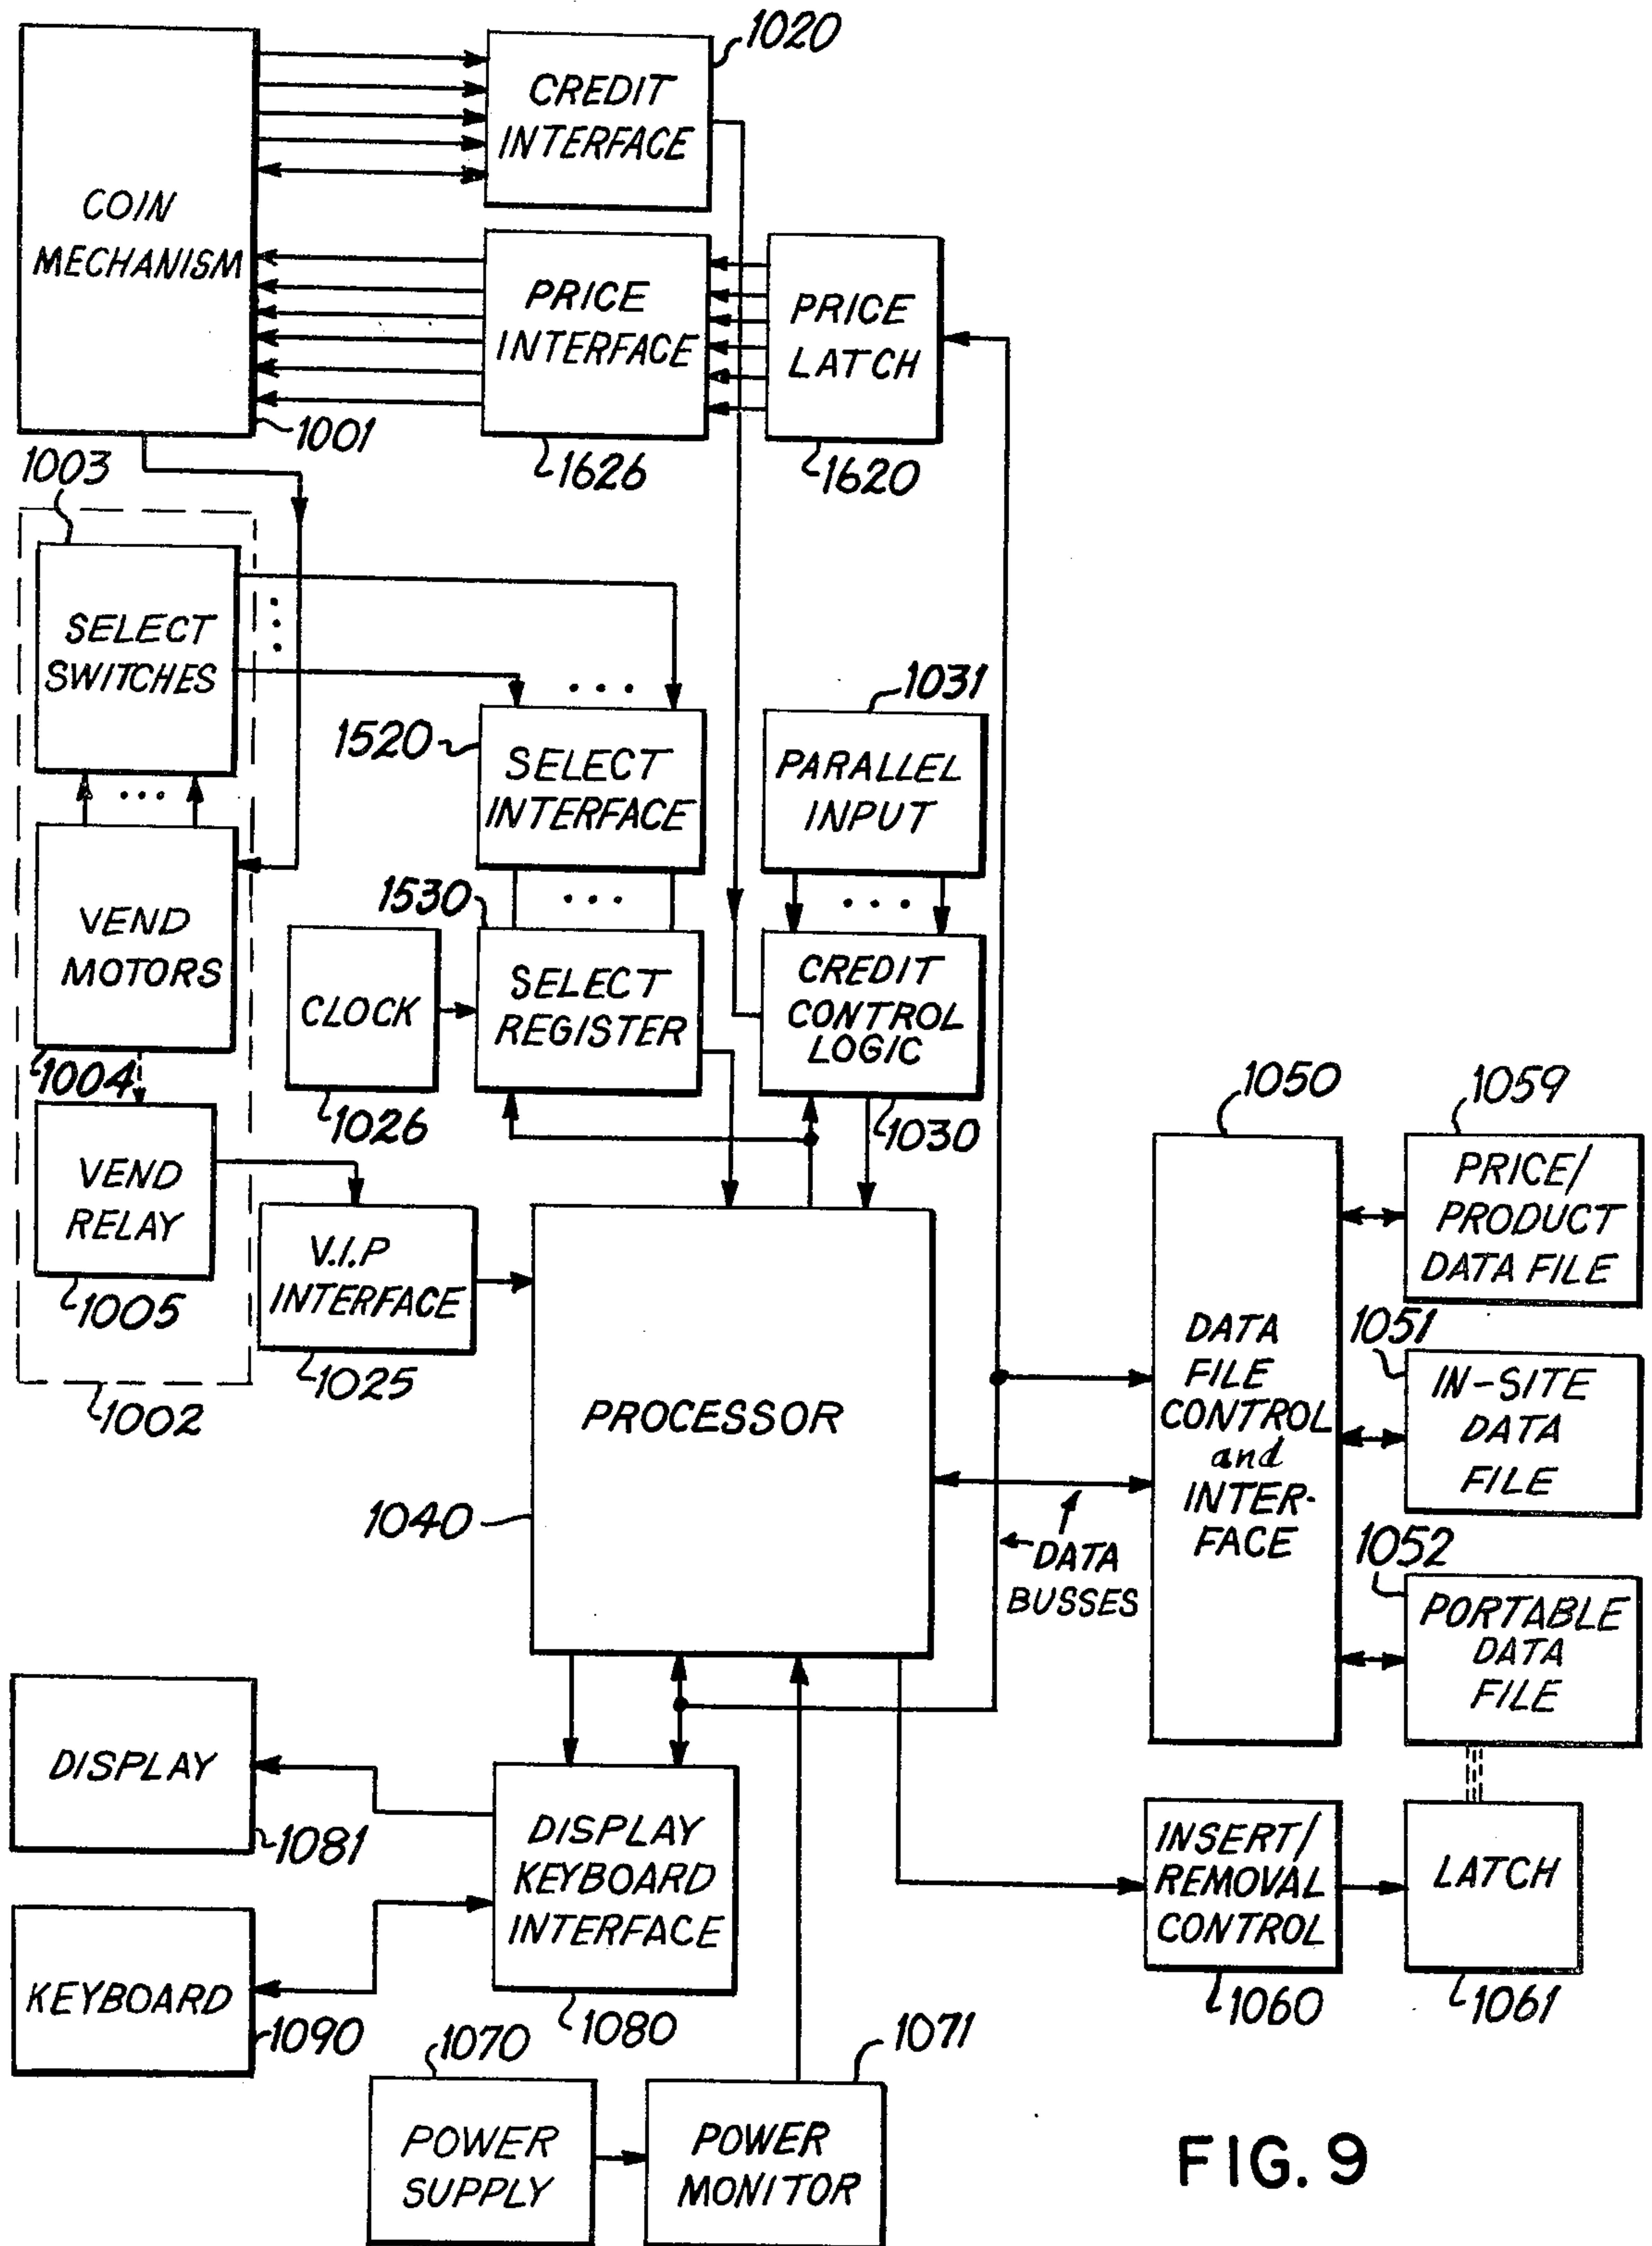 1020
CREDIT
INTERFACE
COIN
MECHANISM
1001
PRICE
INTERFACE
1626
PRICE
LATCH
1620
1003
SELECT
SWITCHES
1520
SELECT
INTERFACE
1031
PARALLEL
INPUT
VEND
MOTORS
1004
1530
CLOCK
1026
SELECT
REGISTER
CREDIT
CONTROL
LOGIC
1030
VEND
RELAY
1005
1002
V.I.P
INTERFACE
1025
PROCESSOR
1040
DATA
BUSSES
1050
DATA
FILE
CONTROL
and
INTER-
FACE
1059
PRICE/
PRODUCT
DATA FILE
1051
IN-SITE
DATA
FILE
1052
PORTABLE
DATA
FILE
DISPLAY
1081
DISPLAY
KEYBOARD
INTERFACE
1080
KEYBOARD
1090
INSERT/
REMOVAL
CONTROL
1060
LATCH
1061
1070
POWER
SUPPLY
1071
POWER
MONITOR
FIG. 9